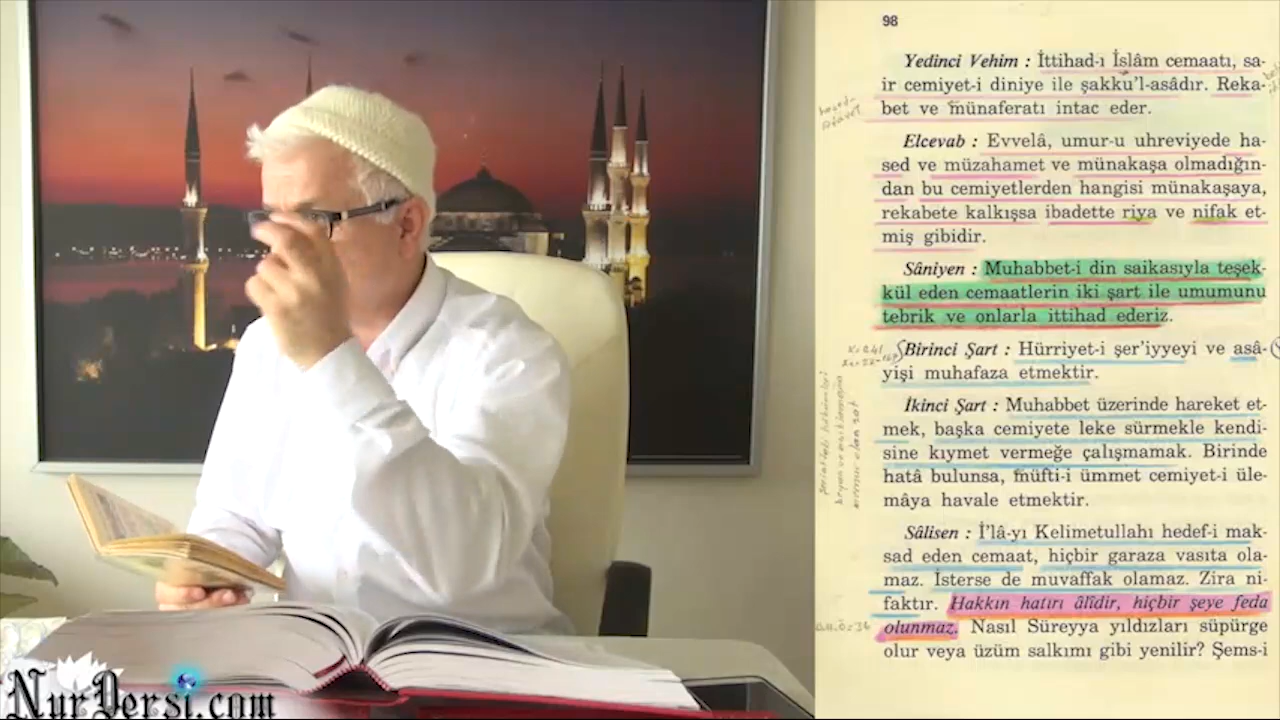 98
Yedinci Vehim : İttihad-ı İslâm cemaatı, sa-
ir cemiyet-i diniye ile şakku'l-asâdır. Reka-
bet ve münaferatı intac eder.
Elcevab : Evvelâ, umur-u uhreviyede ha-
sed ve müzahamet ve münakaşa olmadığın-
dan bu cemiyetlerden hangisi münakaşaya,
rekabete kalkışsa ibadette riya ve nifak et-
miş gibidir.
Sâniyen : Muhabbet-i din saikasıyla teşek-
kül eden cemaatlerin iki şart ile umumunu
tebrik ve onlarla ittihad ederiz.
Birinci Şart : Hürriyet-i şer'iyyeyi ve asâ-
yişi muhafaza etmektir.
İkinci Şart : Muhabbet üzerinde hareket et-
mek, başka cemiyete leke sürmekle kendi-
sine kıymet vermeğe çalışmamak. Birinde
hatâ bulunsa, müfti-i ümmet cemiyet-i üle-
mâya havale etmektir.
Sâlisen : İ'lâ-yı Kelimetullahı hedef-i mak-
sad eden cemaat, hiçbir garaza vasıta ola-
maz. İsterse de muvaffak olamaz. Zira ni-
faktır. Hakkın hatırı âlîdir, hiçbir şeye feda
olunmaz. Nasıl Süreyya yıldızları süpürge
olur veya üzüm salkımı gibi yenilir? Şems-i
NurDersi.com